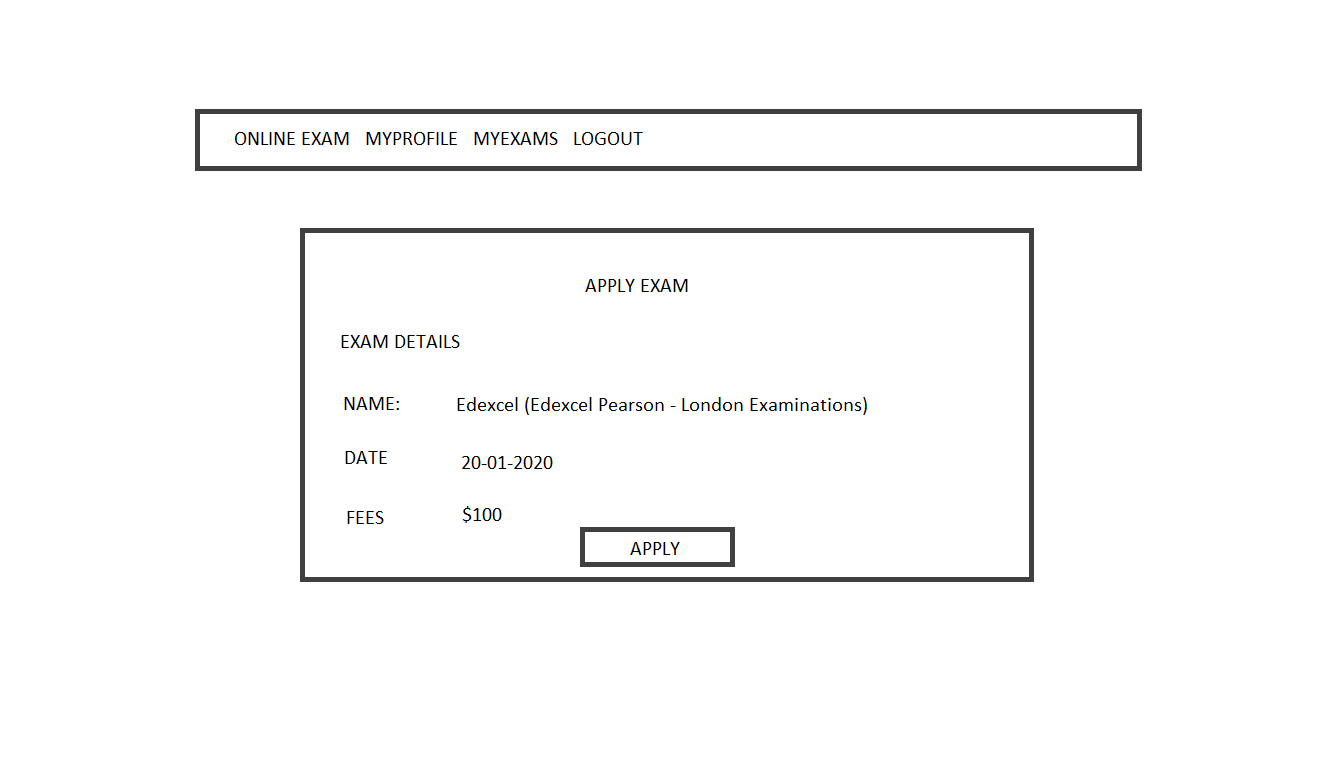 ONLINE EXAM MYPROFILE MYEXAMS LOGOUT
APPLY EXAM
EXAM DETAILS
NAME: Edexcel (Edexcel Pearson - London Examinations)
DATE 20-01-2020
FEES $100
APPLY